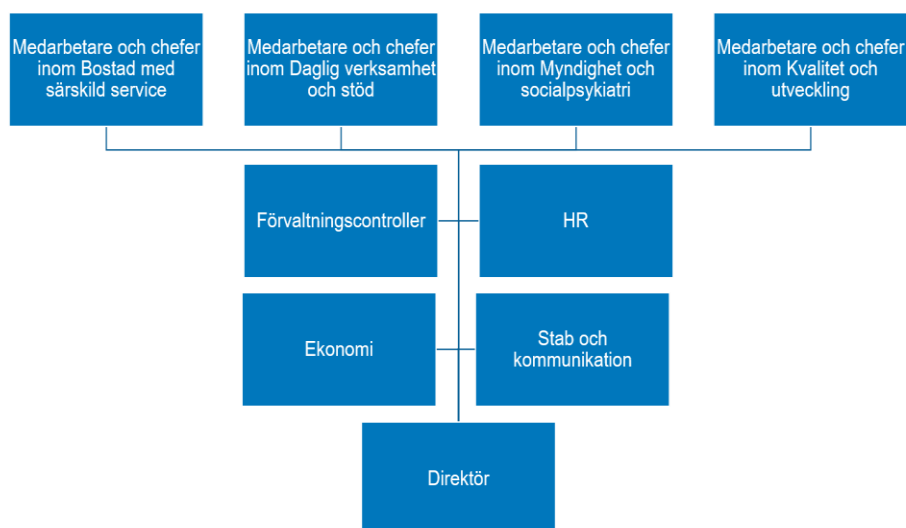 Medarbetare och chefer
inom Bostad med
särskild service
Medarbetare och chefer
inom Daglig verksamhet
och stöd
Medarbetare och chefer
inom Myndighet och
socialpsykiatri
Medarbetare och chefer
inom Kvalitet och
utveckling
Förvaltningscontroller
HR
Ekonomi
Stab och
kommunikation
Direktör